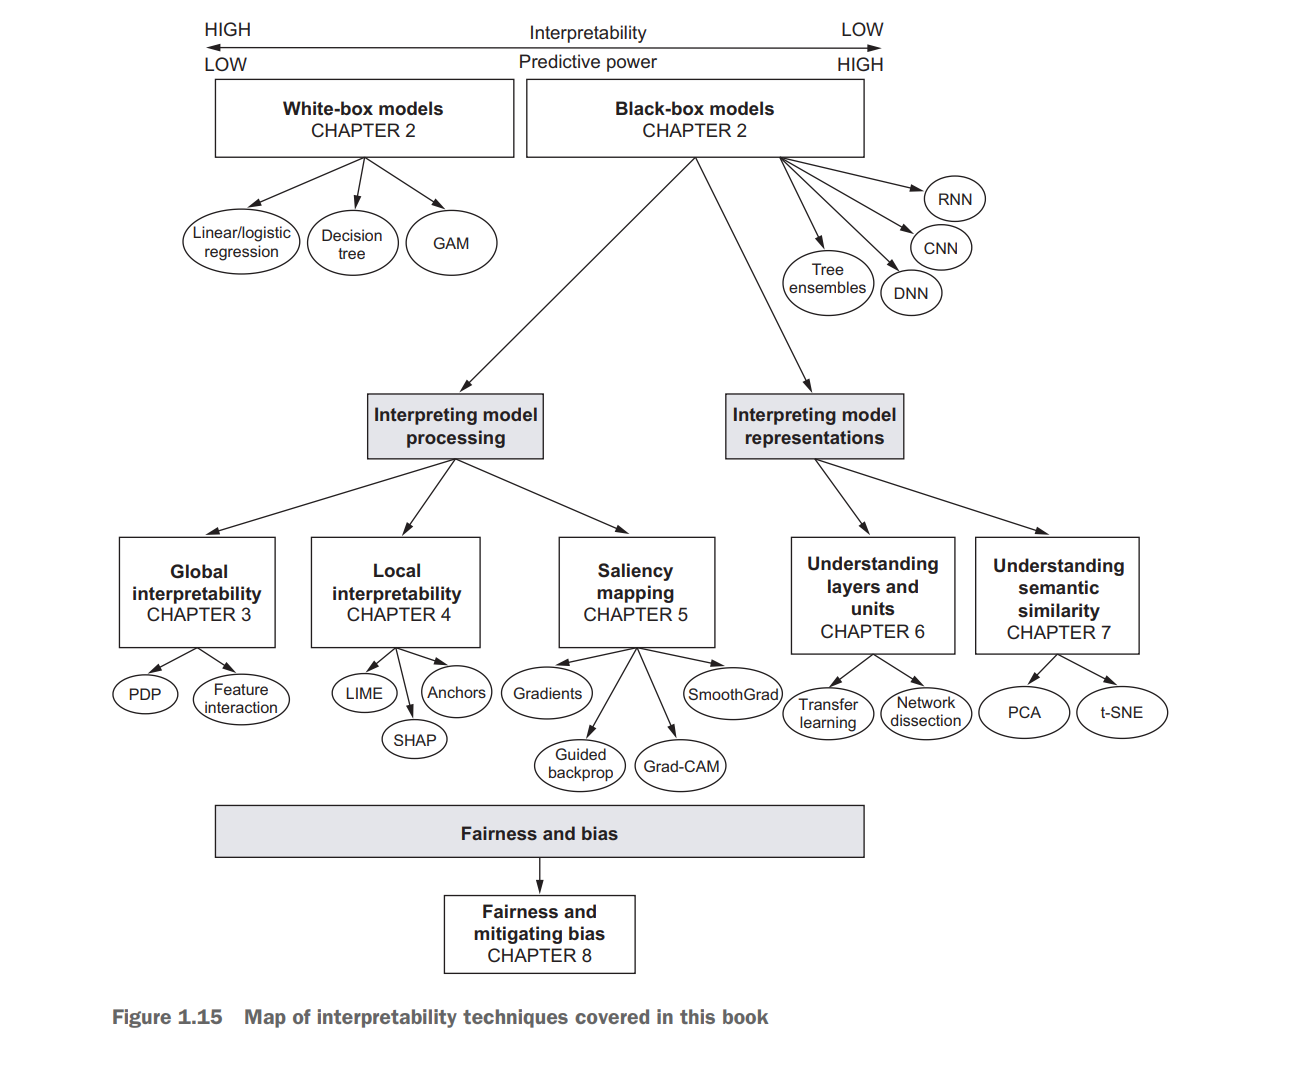 HIGH
Interpretability
LOW
LOW
Predictive power
HIGH
White-box models
CHAPTER 2
Black-box models
CHAPTER 2
Linear/logistic
regression
Decision
tree
GAM
RNN
CNN
DNN
Tree
ensembles
Interpreting model
processing
Interpreting model
representations
Global
interpretability
CHAPTER 3
Local
interpretability
CHAPTER 4
Saliency
mapping
CHAPTER 5
Understanding
layers and
units
CHAPTER 6
Understanding
semantic
similarity
CHAPTER 7
PDP
Feature
interaction
LIME
SHAP
Anchors
Gradients
Guided
backprop
Grad-CAM
SmoothGrad
Transfer
learning
Network
dissection
PCA
t-SNE
Fairness and bias
Fairness and
mitigating bias
CHAPTER 8
Figure 1.15 Map of interpretability techniques covered in this book